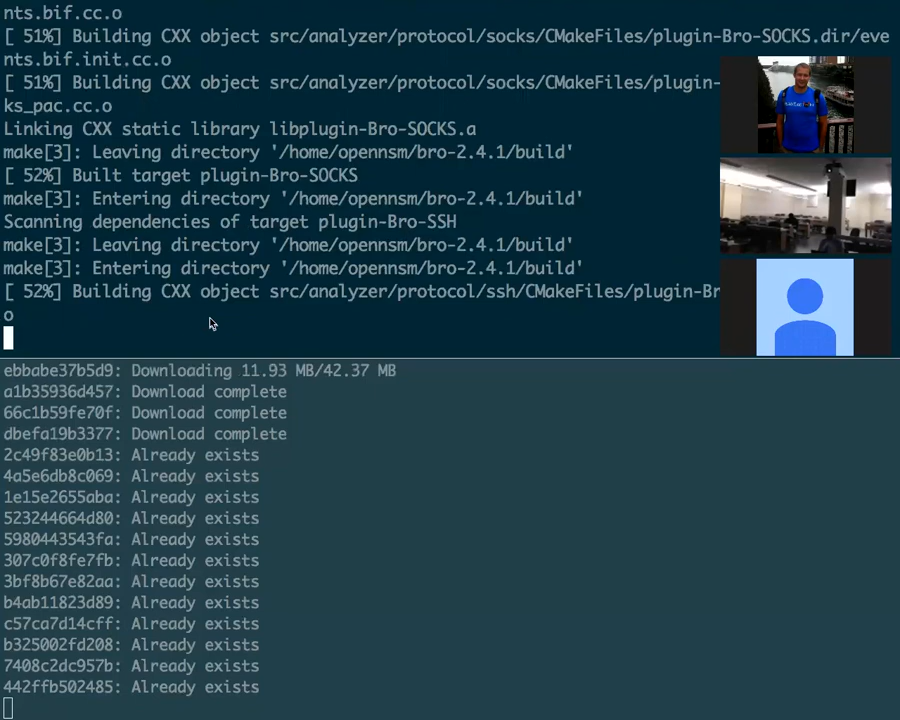 nts.bif.cc.o
[ 51%] Building CXX object src/analyzer/protocol/socks/CMakeFiles/plugin-Bro-SOCKS.dir/eve
nts.bif.init.cc.o
[ 51%] Building CXX object src/analyzer/protocol/socks/CMakeFiles/plugin-
ks_pac.cc.o
Linking CXX static library libplugin-Bro-SOCKS.a
make[3]: Leaving directory '/home/opennsm/bro-2.4.1/build'
[ 52%] Built target plugin-Bro-SOCKS
make[3]: Entering directory '/home/opennsm/bro-2.4.1/build'
Scanning dependencies of target plugin-Bro-SSH
make[3]: Leaving directory '/home/opennsm/bro-2.4.1/build'
make[3]: Entering directory '/home/opennsm/bro-2.4.1/build'
[ 52%] Building CXX object src/analyzer/protocol/ssh/CMakeFiles/plugin-Br
o
ebbabe37b5d9: Downloading 11.93 MB/42.37 MB
a1b35936d457: Download complete
66c1b59fe70f: Download complete
dbefa19b3377: Download complete
2c49f83e0b13: Already exists
4a5e6db8c069: Already exists
1e15e2655aba: Already exists
523244664d80: Already exists
5980443543fa: Already exists
307c0f8fe7fb: Already exists
3bf8b67e82aa: Already exists
b4ab11823d89: Already exists
c57ca7d14cff: Already exists
b325002fd208: Already exists
7408c2dc957b: Already exists
442ffb502485: Already exists